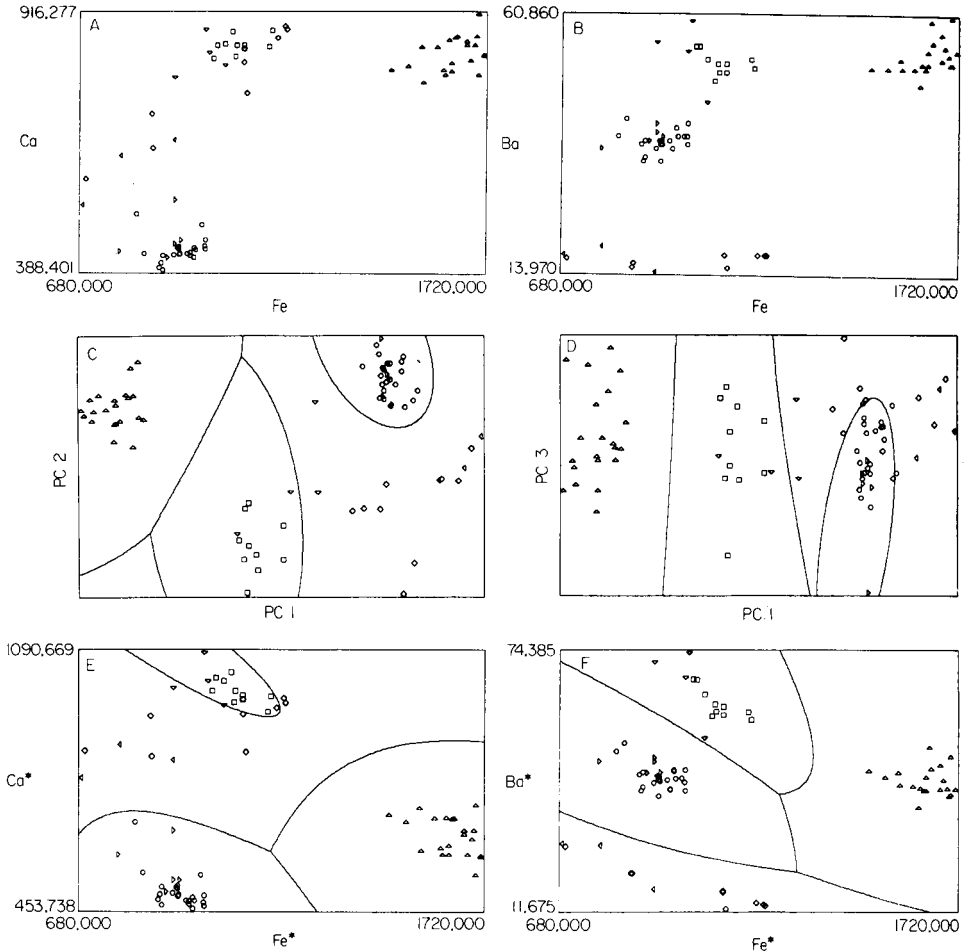 916,277
A
Ca
388,401
680,000
1720,000
Fe
60,860
B
Ba
13,970
680,000
1720,000
Fe
C
PC 2
PC 1
D
PC 3
PC.1
1090,669
E
Ca*
453,738
680,000
1720,000
Fe*
74,385
F
Ba*
11,675
680,000
1720,000
Fe*